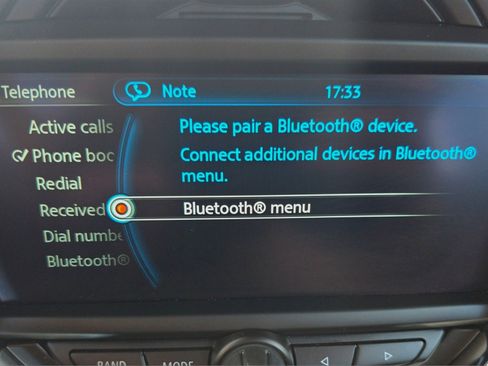 Telephone
Note
17:33
Active calls
Please pair a Bluetooth® device.
Phone boo
Connect additional devices in Bluetooth®
menu.
Redial
Received
Bluetooth® menu
Dial numbe
Bluetooth®
BAND
MODE